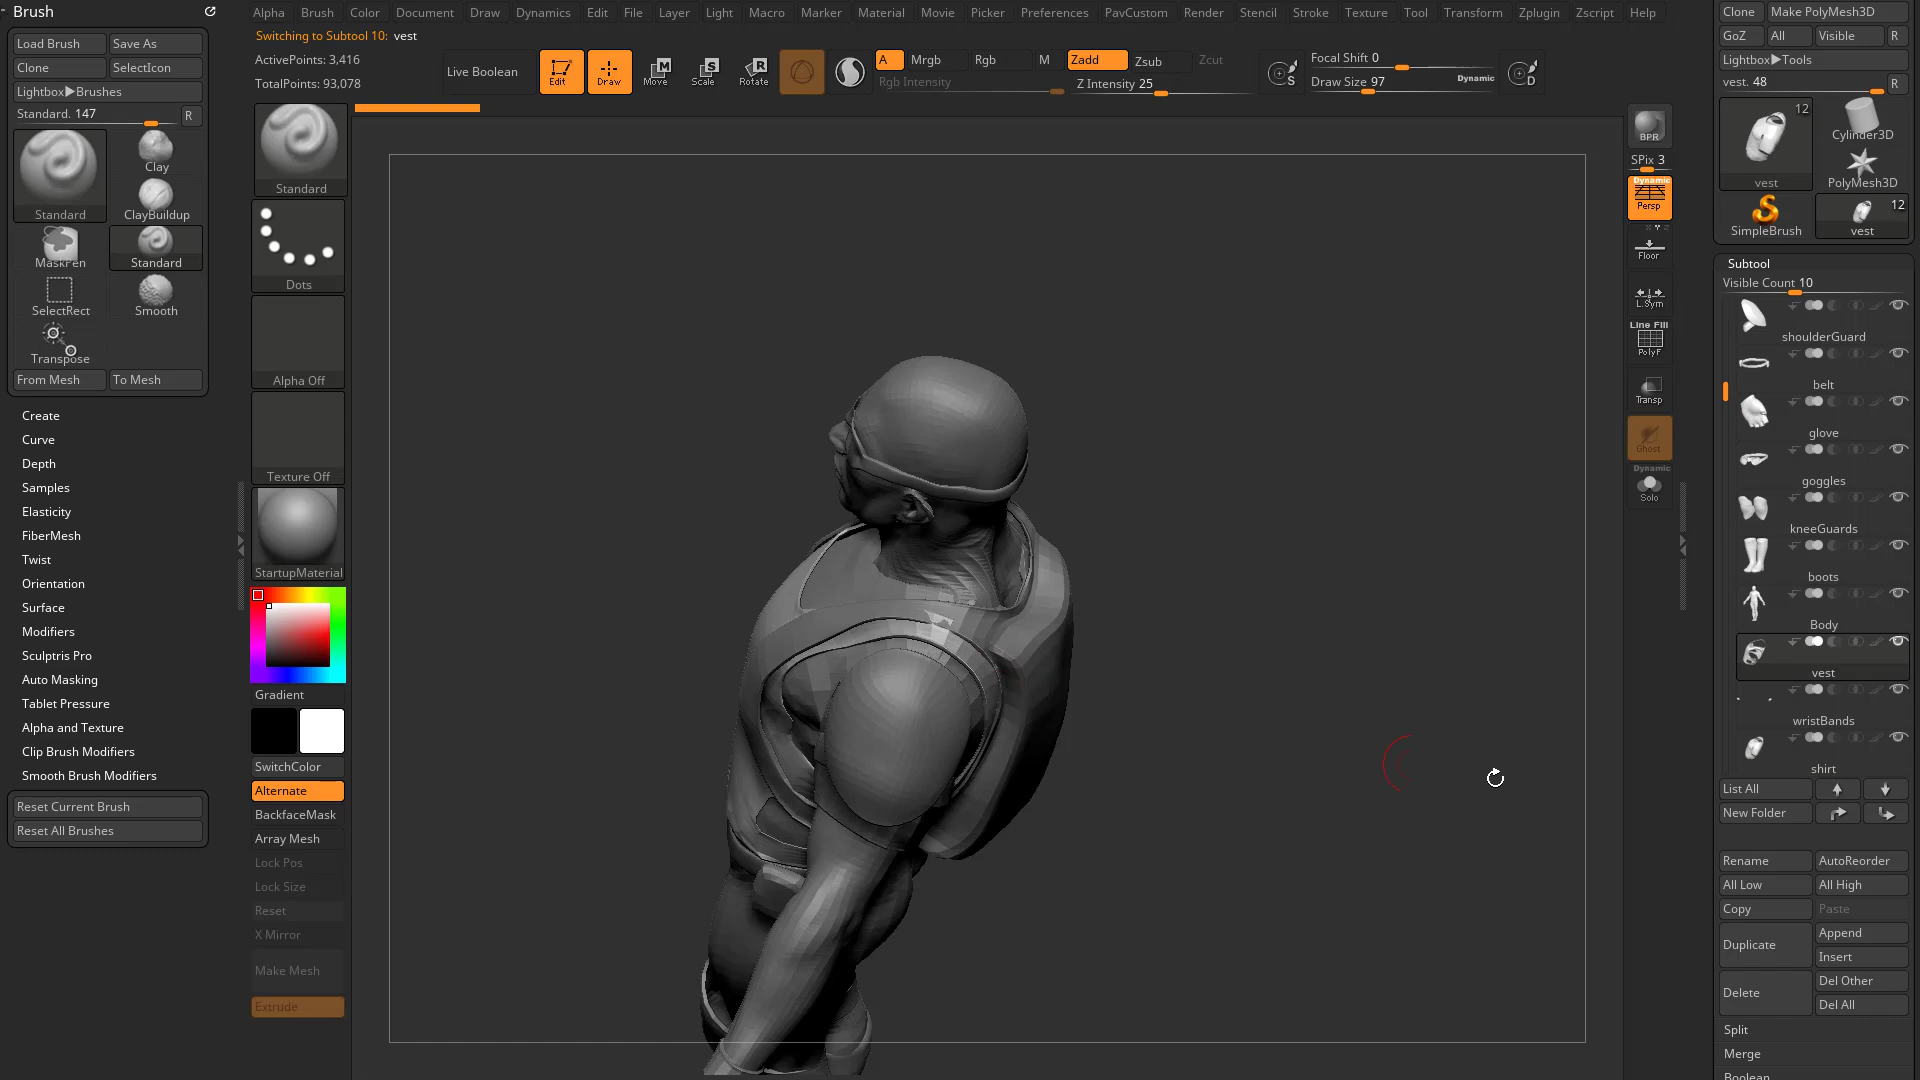 Brush
Alpha Brush Color Document Draw Dynamics Edit File Layer Light Macro Marker Material Movie Picker Preferences PavCustom Render Stencil Stroke Texture Tool Transform Zplugin Zscript Help
Switching to Subtool 10: vest
ActivePoints: 3,416
TotalPoints: 93,078
Live Boolean
Edit
Draw
Move
Scale
Rotate
A
Mrgb
Rgb
M
Zadd
Zsub
Zcut
Rgb Intensity
Z Intensity 25
Focal Shift 0
Draw Size 97
Dynamic
S
D
Load Brush
Save As
Clone
SelectIcon
Lightbox▶Brushes
Standard. 147
R
Standard
Clay
ClayBuildup
MaskPen
Standard
SelectRect
Smooth
Transpose
From Mesh
To Mesh
Create
Curve
Depth
Samples
Elasticity
FiberMesh
Twist
Orientation
Surface
Modifiers
Sculptris Pro
Auto Masking
Tablet Pressure
Alpha and Texture
Clip Brush Modifiers
Smooth Brush Modifiers
Reset Current Brush
Reset All Brushes
Standard
Dots
Alpha Off
Texture Off
StartupMaterial
Gradient
SwitchColor
Alternate
BackfaceMask
Array Mesh
Lock Pos
Lock Size
Reset
X Mirror
Make Mesh
Extrude
BPR
SPix 3
Dynamic
Persp
Floor
L.Sym
Line Fill
PolyF
Transp
Ghost
Dynamic
Solo
Clone
Make PolyMesh3D
GoZ
All
Visible
R
Lightbox▶Tools
vest. 48
R
12
vest
Cylinder3D
PolyMesh3D
SimpleBrush
12
vest
Subtool
Visible Count 10
shoulderGuard
belt
glove
goggles
kneeGuards
boots
Body
vest
wristBands
shirt
List All
New Folder
Rename
AutoReorder
All Low
All High
Copy
Paste
Duplicate
Append
Insert
Delete
Del Other
Del All
Split
Merge
Boolean